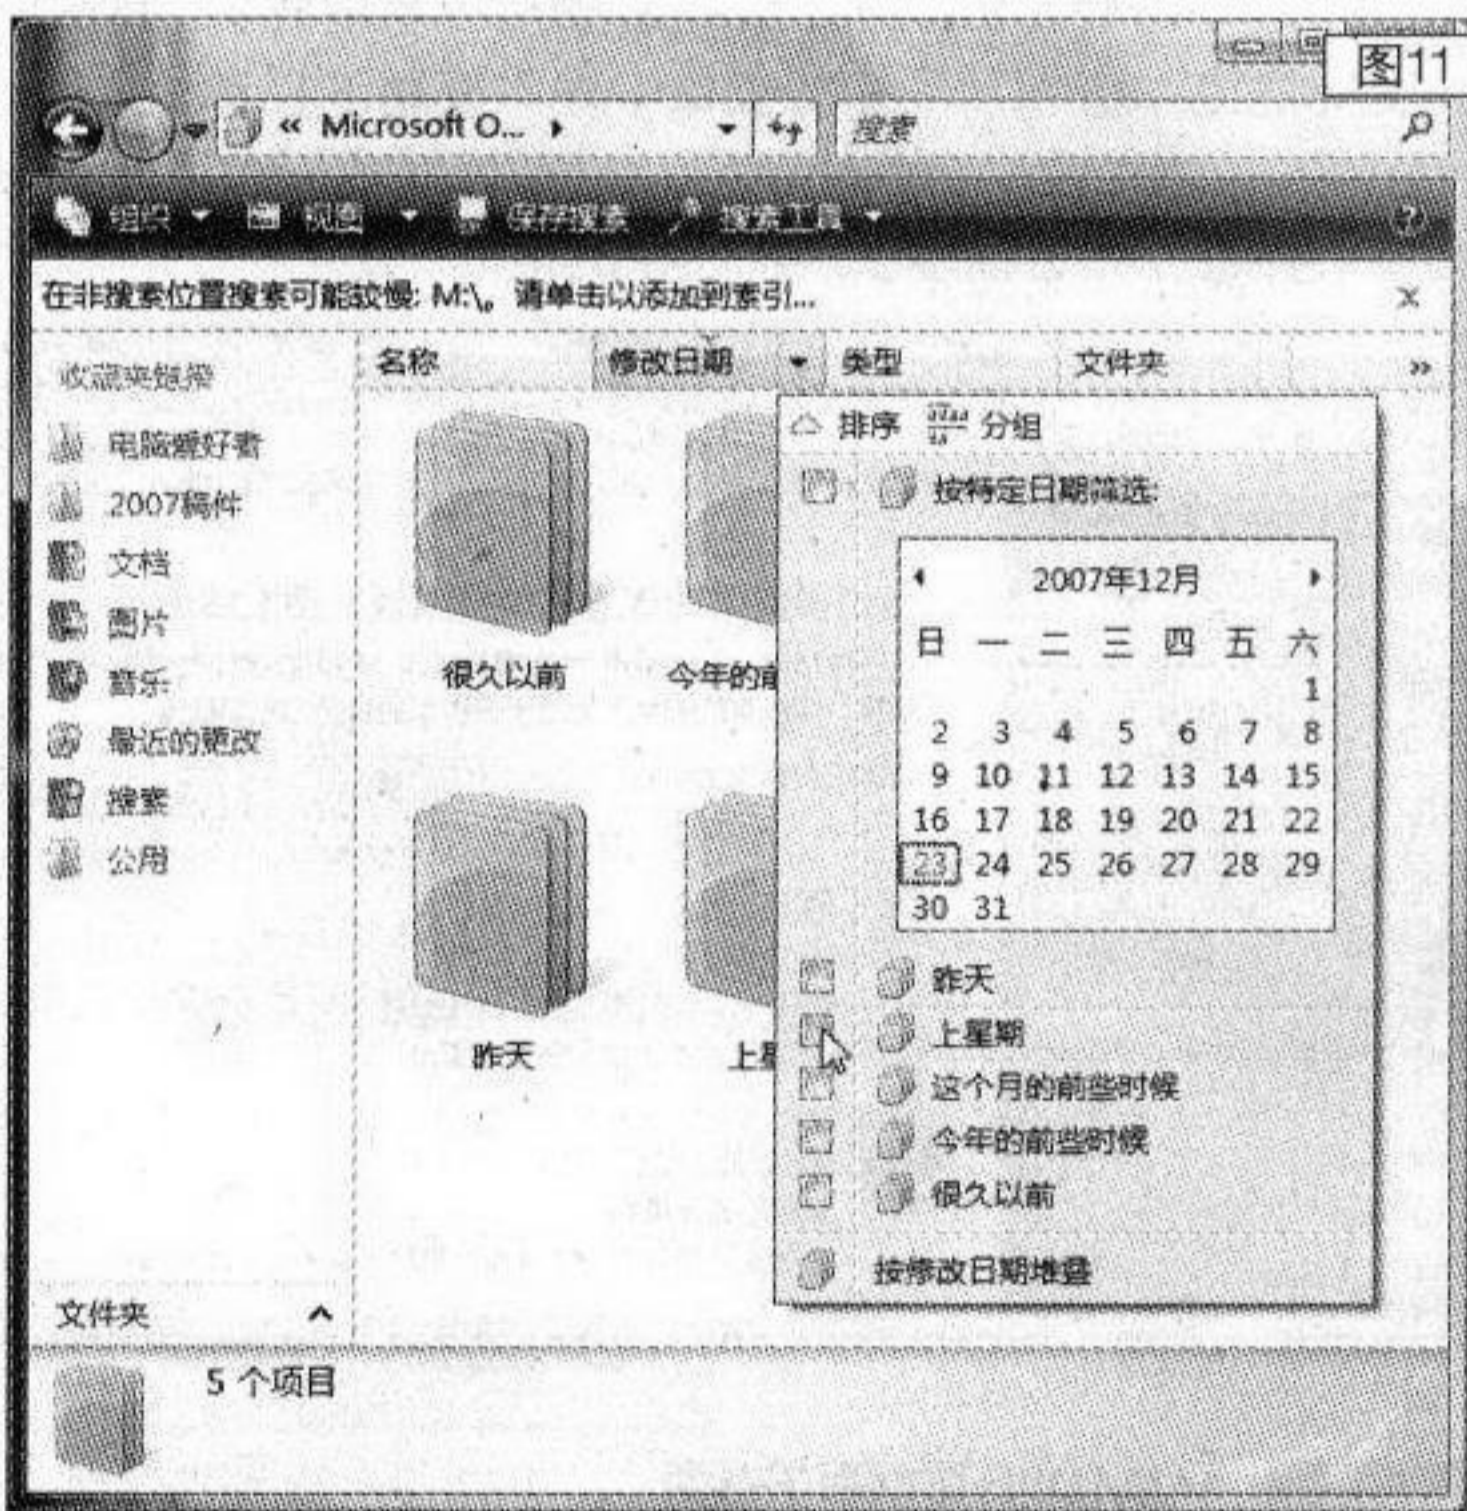 图11
« Microsoft O...
搜索
组织 视图 保存搜索 搜索工具
在非搜索位置搜索可能较慢: M:\。请单击以添加到索引...
名称 修改日期 类型 文件夹 »
收藏夹链接
电脑爱好者
2007稿件
文档
图片
音乐
最近的更改
搜索
公用
很久以前
今年的前
昨天
上星
排序 分组
按特定日期筛选:
2007年12月
日 一 二 三 四 五 六
1
2 3 4 5 6 7 8
9 10 11 12 13 14 15
16 17 18 19 20 21 22
23 24 25 26 27 28 29
30 31
昨天
上星期
这个月的前些时候
今年的前些时候
很久以前
按修改日期堆叠
文件夹
5 个项目